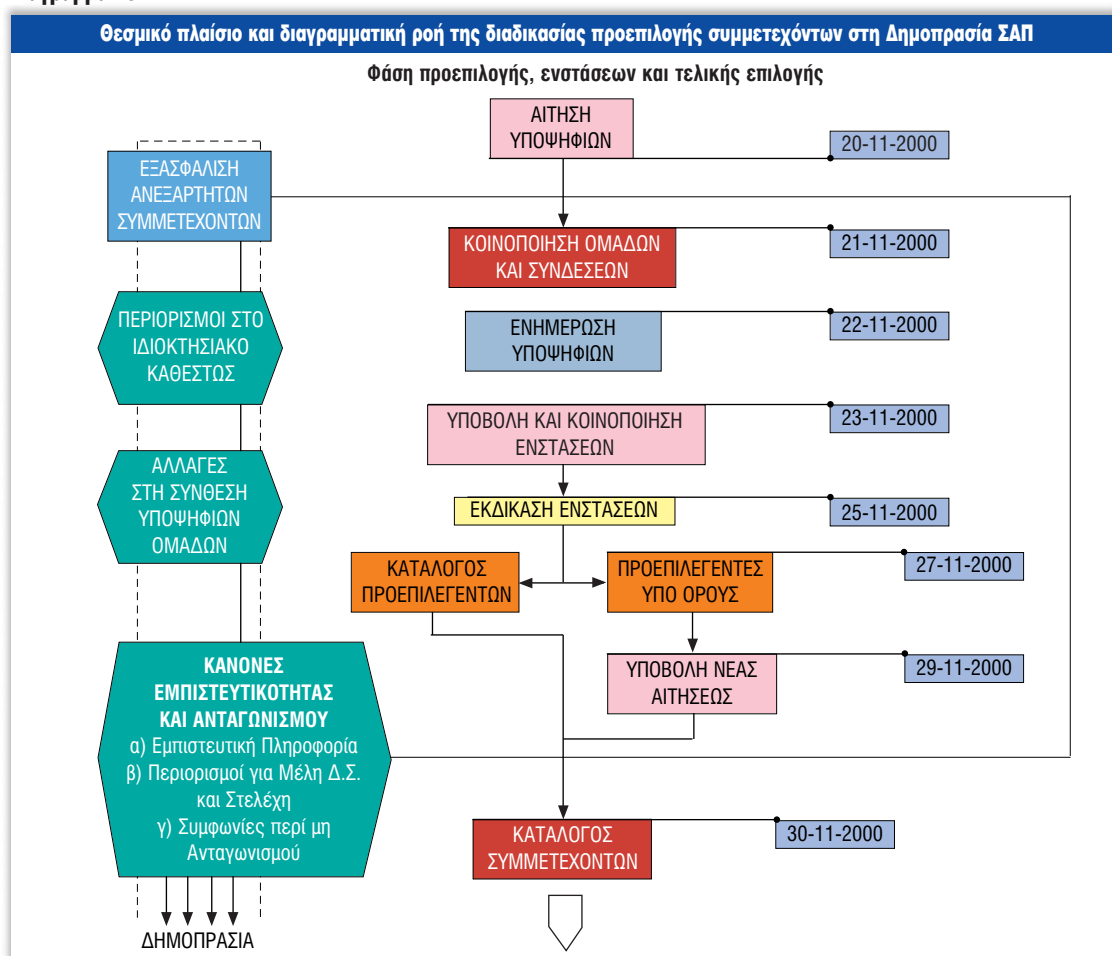 Θεσμικό πλαίσιο και διαγραμματική ροή της διαδικασίας προεπιλογής συμμετεχόντων στη Δημοπρασία ΣΑΠ
Φάση προεπιλογής, ενστάσεων και τελικής επιλογής
ΑΙΤΗΣΗ
ΥΠΟΨΗΦΙΩΝ
20-11-2000
ΕΞΑΣΦΑΛΙΣΗ
ΑΝΕΞΑΡΤΗΤΩΝ
ΣΥΜΜΕΤΕΧΟΝΤΩΝ
ΚΟΙΝΟΠΟΙΗΣΗ ΟΜΑΔΩΝ
ΚΑΙ ΣΥΝΔΕΣΕΩΝ
21-11-2000
ΠΕΡΙΟΡΙΣΜΟΙ ΣΤΟ
ΙΔΙΟΚΤΗΣΙΑΚΟ
ΚΑΘΕΣΤΩΣ
ΕΝΗΜΕΡΩΣΗ
ΥΠΟΨΗΦΙΩΝ
22-11-2000
ΥΠΟΒΟΛΗ ΚΑΙ ΚΟΙΝΟΠΟΙΗΣΗ
ΕΝΣΤΑΣΕΩΝ
23-11-2000
ΑΛΛΑΓΕΣ
ΣΤΗ ΣΥΝΘΕΣΗ
ΥΠΟΨΗΦΙΩΝ
ΟΜΑΔΩΝ
ΕΚΔΙΚΑΣΗ ΕΝΣΤΑΣΕΩΝ
25-11-2000
ΚΑΤΑΛΟΓΟΣ
ΠΡΟΕΠΙΛΕΓΕΝΤΩΝ
ΠΡΟΕΠΙΛΕΓΕΝΤΕΣ
ΥΠΟ ΟΡΟΥΣ
27-11-2000
ΥΠΟΒΟΛΗ ΝΕΑΣ
ΑΙΤΗΣΕΩΣ
29-11-2000
ΚΑΝΟΝΕΣ
ΕΜΠΙΣΤΕΥΤΙΚΟΤΗΤΑΣ
ΚΑΙ ΑΝΤΑΓΩΝΙΣΜΟΥ
α) Εμπιστευτική Πληροφορία
β) Περιορισμοί για Μέλη Δ.Σ.
και Στελέχη
γ) Συμφωνίες περί μη
Ανταγωνισμού
ΚΑΤΑΛΟΓΟΣ
ΣΥΜΜΕΤΕΧΟΝΤΩΝ
30-11-2000
ΔΗΜΟΠΡΑΣΙΑ